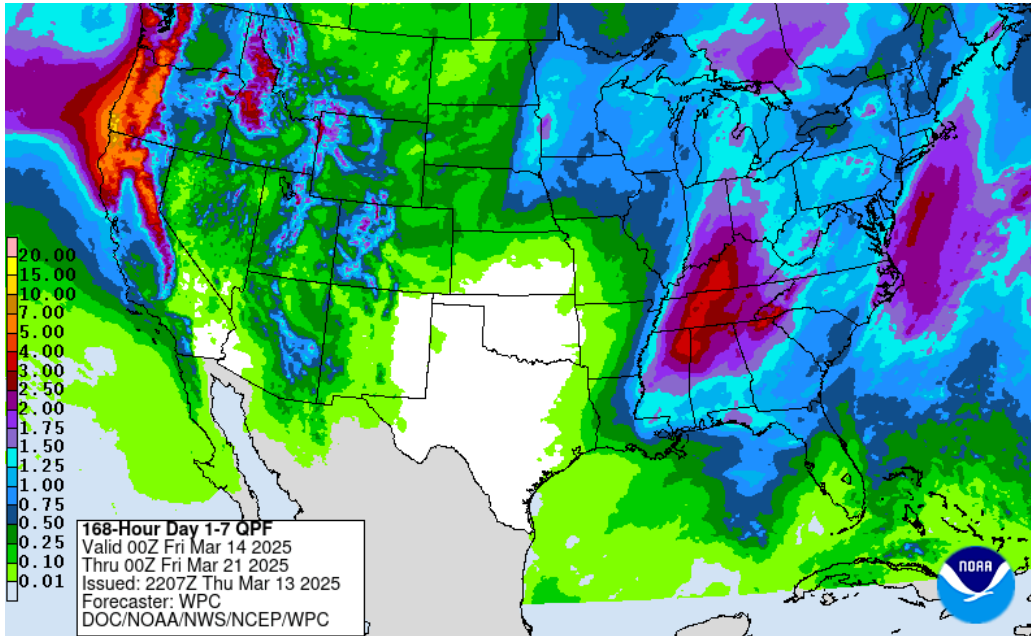 20.00
15.00
10.00
7.00
5.00
4.00
3.00
2.50
2.00
1.75
1.50
1.25
1.00
0.75
0.50
0.25
0.10
0.01
168-Hour Day 1-7 QPF
Valid 00Z Fri Mar 14 2025
Thru 00Z Fri Mar 21 2025
Issued: 2207Z Thu Mar 13 2025
Forecaster: WPC
DOC/NOAA/NWS/NCEP/WPC
NOAA